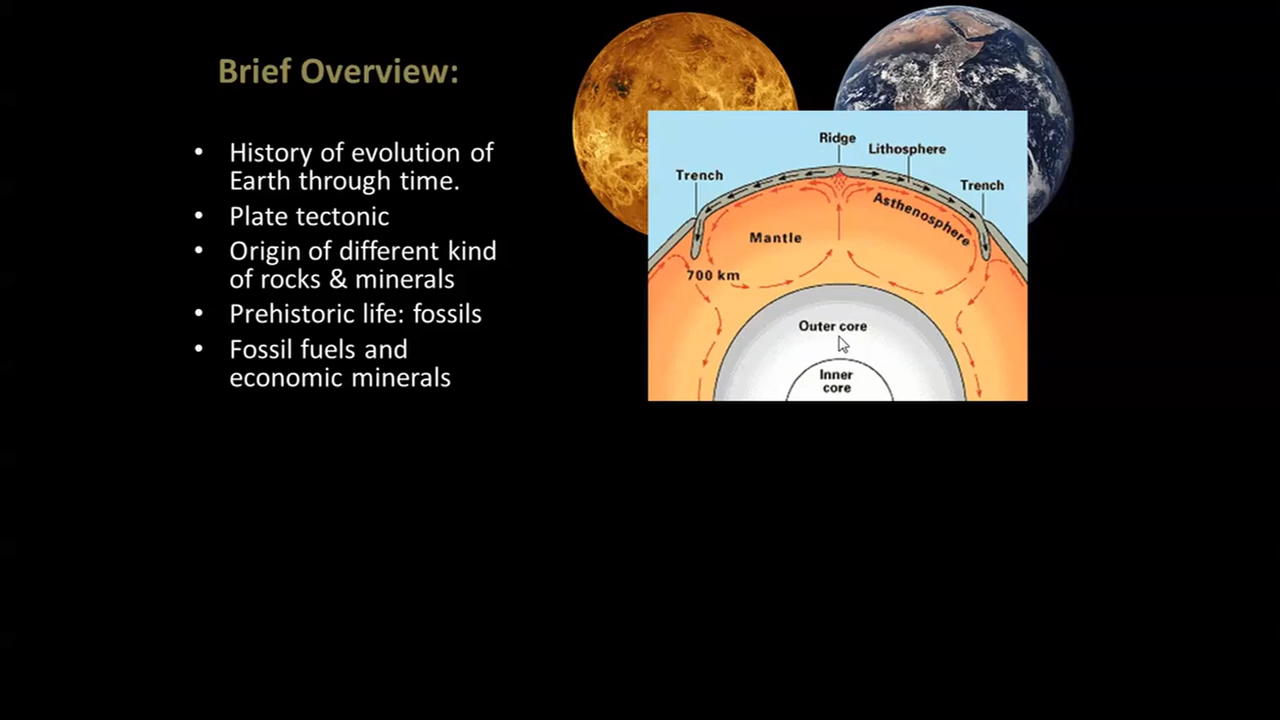 Brief Overview:
• History of evolution of
Earth through time.
• Plate tectonic
• Origin of different kind
of rocks & minerals
• Prehistoric life: fossils
• Fossil fuels and
economic minerals
Ridge
Lithosphere
Trench
Trench
Asthenosphere
Mantle
700 km
Outer core
Inner
core